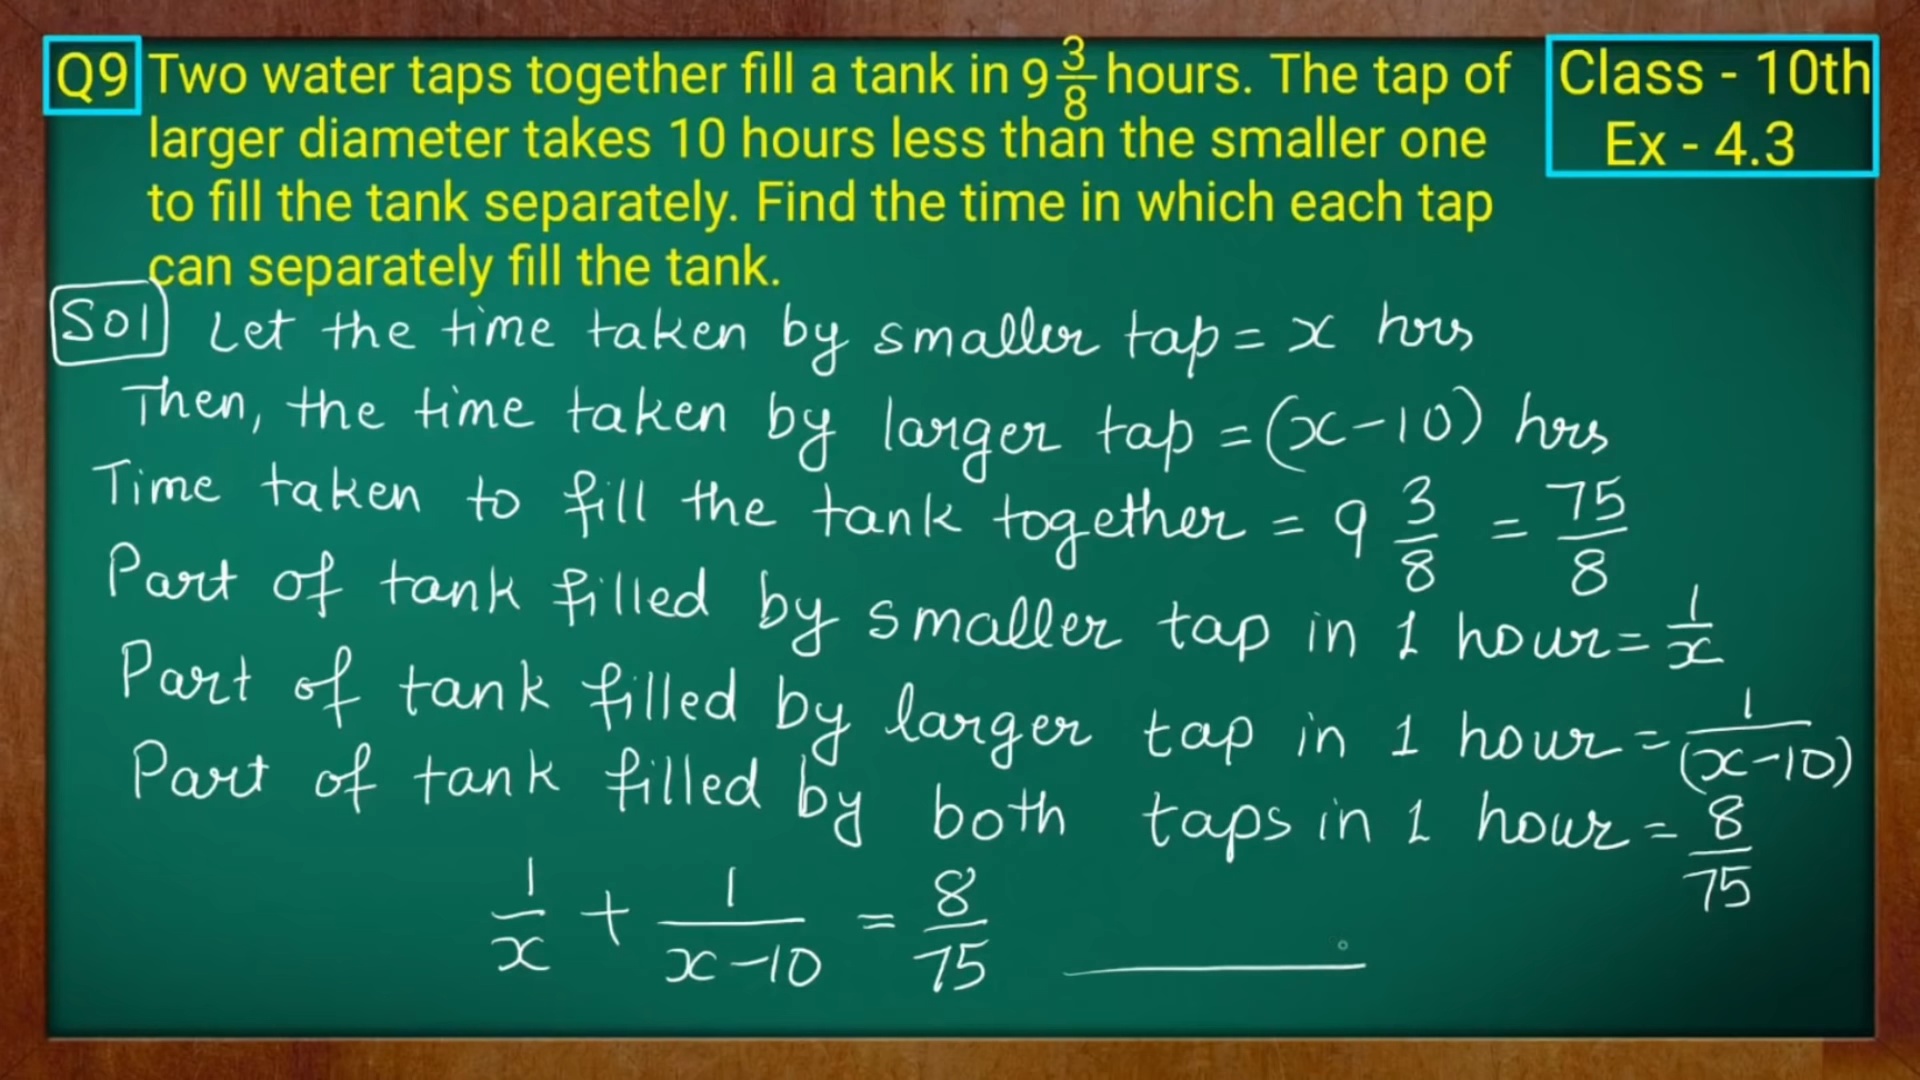 Q9 Two water taps together fill a tank in 9 3/8 hours. The tap of
larger diameter takes 10 hours less than the smaller one
to fill the tank separately. Find the time in which each tap
can separately fill the tank.
Class - 10th
Ex - 4.3
Sol Let the time taken by smaller tap = x hrs
Then, the time taken by larger tap = (x-10) hrs
Time taken to fill the tank together = 9 3/8 = 75/8
Part of tank filled by smaller tap in 1 hour = 1/x
Part of tank filled by larger tap in 1 hour = 1/(x-10)
Part of tank filled by both taps in 1 hour = 8/75
1/x + 1/x-10 = 8/75